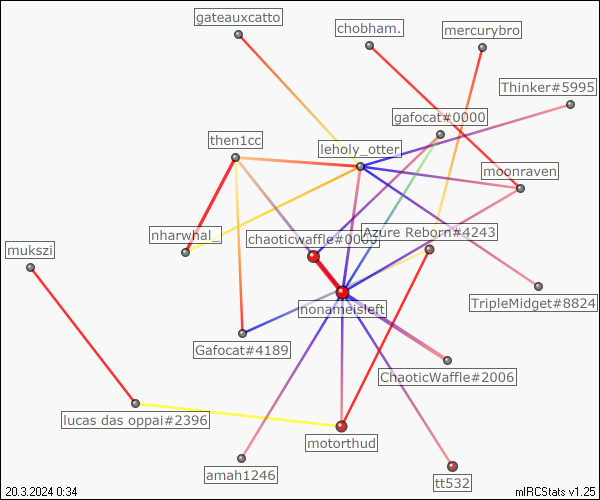 gateauxcatto
chobham.
mercurybro
Thinker#5995
gafocat#0000
then1cc
leholy_otter
moonraven
nharwhal_
chaoticwaffle#0000
Azure Reborn#4243
mukszi
nonameisleft
TripleMidget#8824
Gafocat#4189
ChaoticWaffle#2006
lucas das oppai#2396
motorthud
amah1246
tt532
20.3.2024 0:34
mIRCStats v1.25